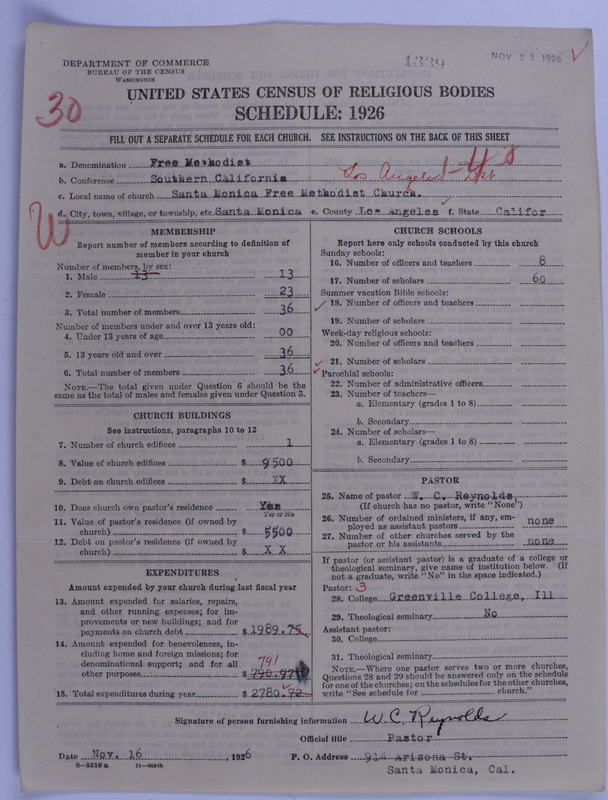 DEPARTMENT OF COMMERCE
BUREAU OF THE CENSUS
WASHINGTON
1339
NOV 23 1926
UNITED STATES CENSUS OF RELIGIOUS BODIES
SCHEDULE: 1926
30
FILL OUT A SEPARATE SCHEDULE FOR EACH CHURCH. SEE INSTRUCTIONS ON THE BACK OF THIS SHEET
a. Denomination Free Methodist
b. Conference Southern California Los Angeles
c. Local name of church Santa Monica Free Methodist Church.
d. City, town, village, or township, etc. Santa Monica e. County Los Angeles f. State Califor
W
MEMBERSHIP
Report number of members according to definition of member in your church
Number of members, by sex:
1. Male 13 13
2. Female 23
3. Total number of members 36
Number of members under and over 13 years old:
4. Under 13 years of age 00
5. 13 years old and over 36
6. Total number of members 36
NOTE.—The total given under Question 6 should be the same as the total of males and females given under Question 3.
CHURCH BUILDINGS
See instructions, paragraphs 10 to 12
7. Number of church edifices 1
8. Value of church edifices $ 9500
9. Debt on church edifices $ XX
10. Does church own pastor's residence Yes
Yes or No
11. Value of pastor's residence (if owned by church) $ 5500
12. Debt on pastor's residence (if owned by church) $ X X
EXPENDITURES
Amount expended by your church during last fiscal year
13. Amount expended for salaries, repairs, and other running expenses; for improvements or new buildings; and for payments on church debt $ 1989.75
14. Amount expended for benevolences, including home and foreign missions; for denominational support; and for all other purposes 791 $ 790.97
15. Total expenditures during year $ 2780.72
CHURCH SCHOOLS
Report here only schools conducted by this church
Sunday schools:
16. Number of officers and teachers 8
17. Number of scholars 60
Summer vacation Bible schools:
18. Number of officers and teachers
19. Number of scholars
Week-day religious schools:
20. Number of officers and teachers
21. Number of scholars
Parochial schools:
22. Number of administrative officers
23. Number of teachers—
a. Elementary (grades 1 to 8)
b. Secondary
24. Number of scholars—
a. Elementary (grades 1 to 8)
b. Secondary
PASTOR
25. Name of pastor W. C. Reynolds,
(If church has no pastor, write "None")
26. Number of ordained ministers, if any, employed as assistant pastors none
27. Number of other churches served by the pastor or his assistants none
If pastor (or assistant pastor) is a graduate of a college or theological seminary, give name of institution below. (If not a graduate, write "No" in the space indicated.)
Pastor: 3
28. College Greenville College, Ill
29. Theological seminary No
Assistant pastor:
30. College
31. Theological seminary
NOTE.—Where one pastor serves two or more churches, Questions 28 and 29 should be answered only on the schedule for one of the churches; on the schedules for the other churches, write "See schedule for church."
Signature of person furnishing information W. C. Reynolds
Official title Pastor
Date Nov. 16, 1926 P. O. Address 914 Arizona St.
8—5518a
Santa Monica, Cal.